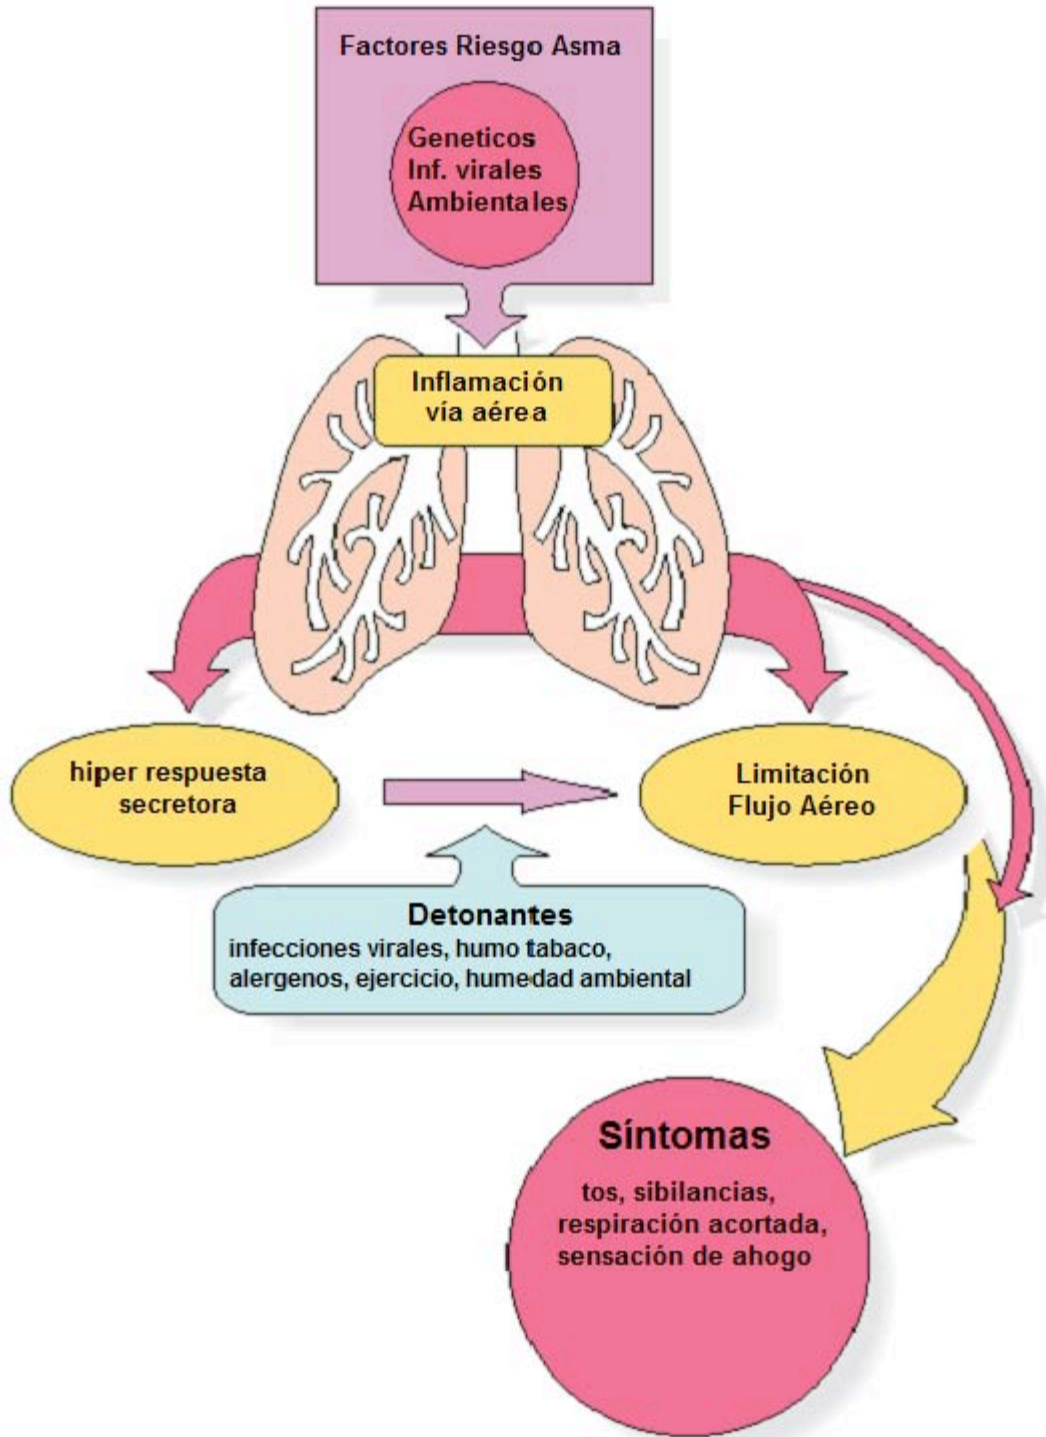 Factores Riesgo Asma
Geneticos
Inf. virales
Ambientales
Inflamación
vía aérea
hiper respuesta
secretora
Limitación
Flujo Aéreo
Detonantes
infecciones virales, humo tabaco,
alergenos, ejercicio, humedad ambiental
Síntomas
tos, sibilancias,
respiración acortada,
sensación de ahogo